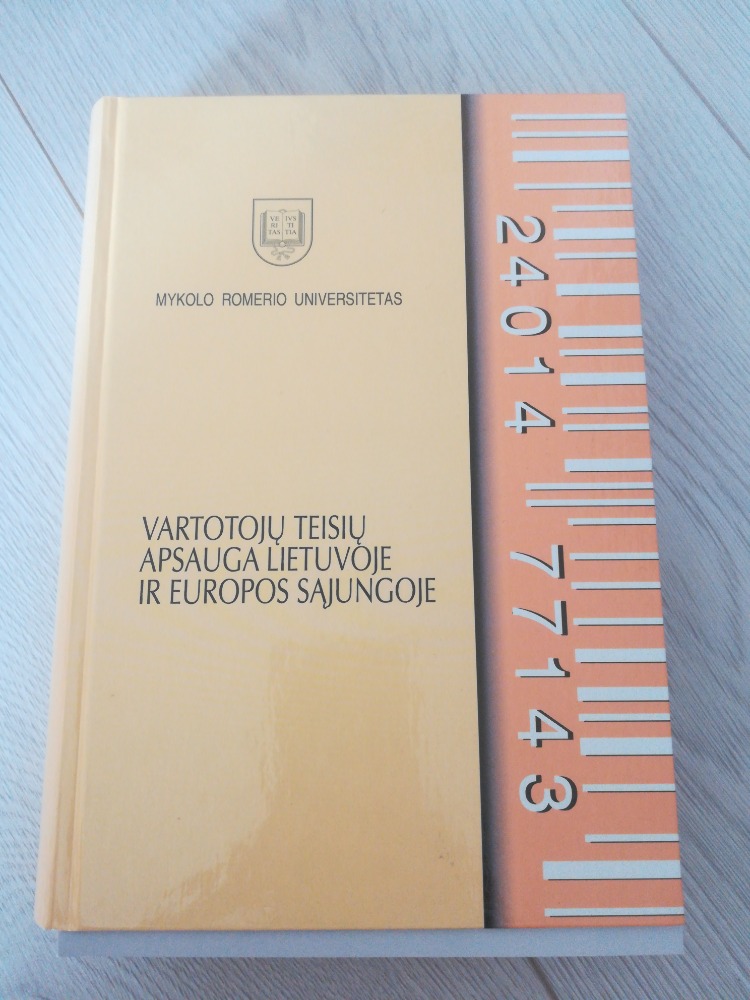 VE IVS
RI TI
TAS TIA
MYKOLO ROMERIO UNIVERSITETAS
VARTOTOJŲ TEISIŲ
APSAUGA LIETUVOJE
IR EUROPOS SĄJUNGOJE
24014 77143